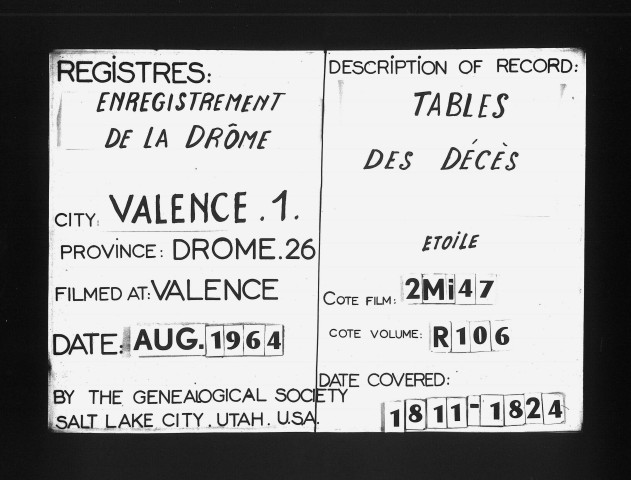 REGISTRES:
ENREGISTREMENT
DE LA DRÔME
CITY: VALENCE.1.
PROVINCE: DROME.26
FILMED AT: VALENCE
DATE: AUG. 1964
BY THE GENEALOGICAL SOCIETY
SALT LAKE CITY, UTAH. U.S.A.
DESCRIPTION OF RECORD:
TABLES
DES DÉCÈS
ETOILE
COTE FILM: 2Mi47
COTE VOLUME: R106
DATE COVERED:
1811-1824